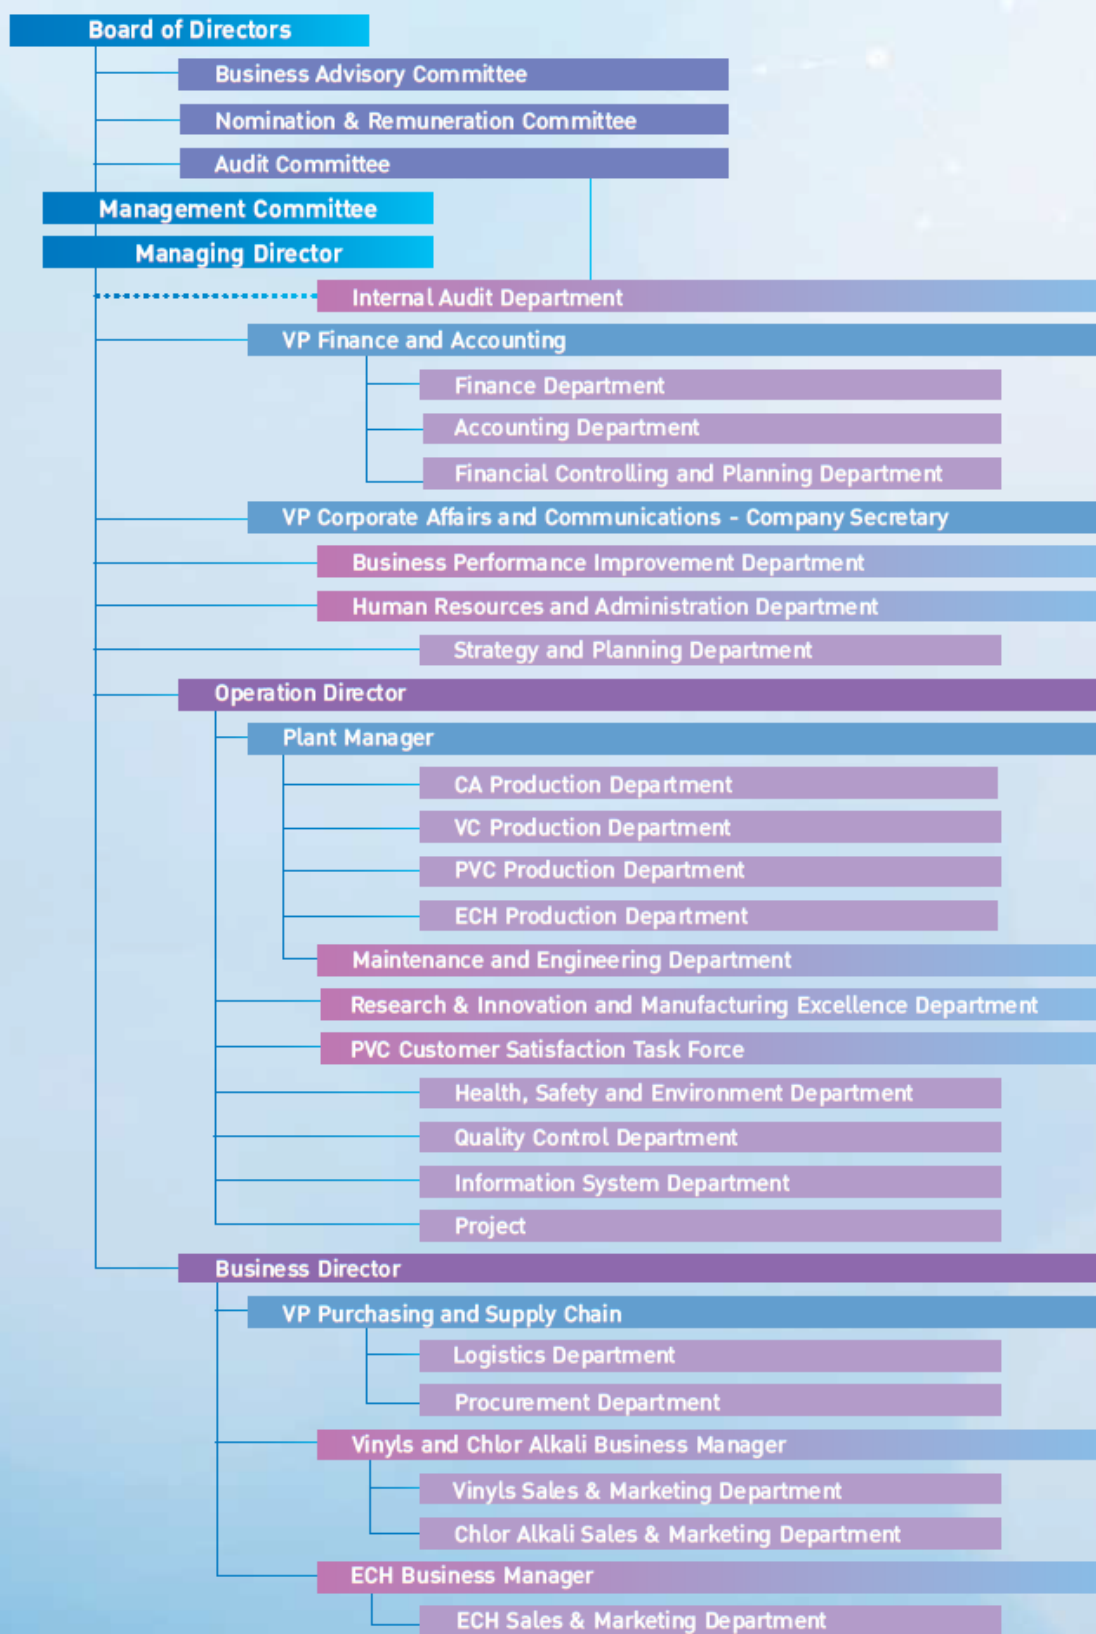 Board of Directors
Business Advisory Committee
Nomination & Remuneration Committee
Audit Committee
Management Committee
Managing Director
Internal Audit Department
VP Finance and Accounting
Finance Department
Accounting Department
Financial Controlling and Planning Department
VP Corporate Affairs and Communications - Company Secretary
Business Performance Improvement Department
Human Resources and Administration Department
Strategy and Planning Department
Operation Director
Plant Manager
CA Production Department
VC Production Department
PVC Production Department
ECH Production Department
Maintenance and Engineering Department
Research & Innovation and Manufacturing Excellence Department
PVC Customer Satisfaction Task Force
Health, Safety and Environment Department
Quality Control Department
Information System Department
Project
Business Director
VP Purchasing and Supply Chain
Logistics Department
Procurement Department
Vinyls and Chlor Alkali Business Manager
Vinyls Sales & Marketing Department
Chlor Alkali Sales & Marketing Department
ECH Business Manager
ECH Sales & Marketing Department